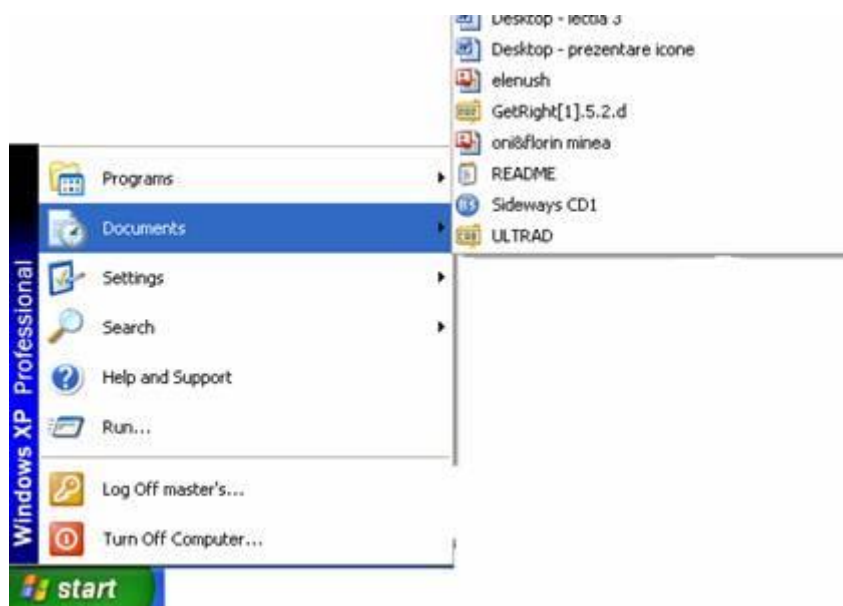 Desktop - lectia 3
Desktop - prezentare icone
elenush
GetRight[1].5.2.d
oni&florin minea
README
Sideways CD1
ULTRAD
Programs
Documents
Settings
Search
Help and Support
Run...
Log Off master's...
Turn Off Computer...
Windows XP Professional
start